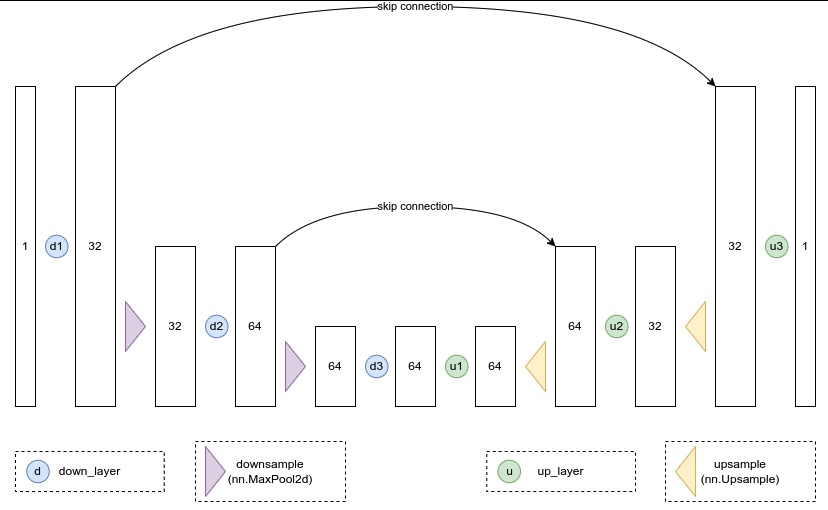 skip connection
skip connection
1
d1
32
32
d2
64
64
d3
64
u1
64
64
u2
32
32
u3
1
d
down_layer
downsample
(nn.MaxPool2d)
u
up_layer
upsample
(nn.Upsample)